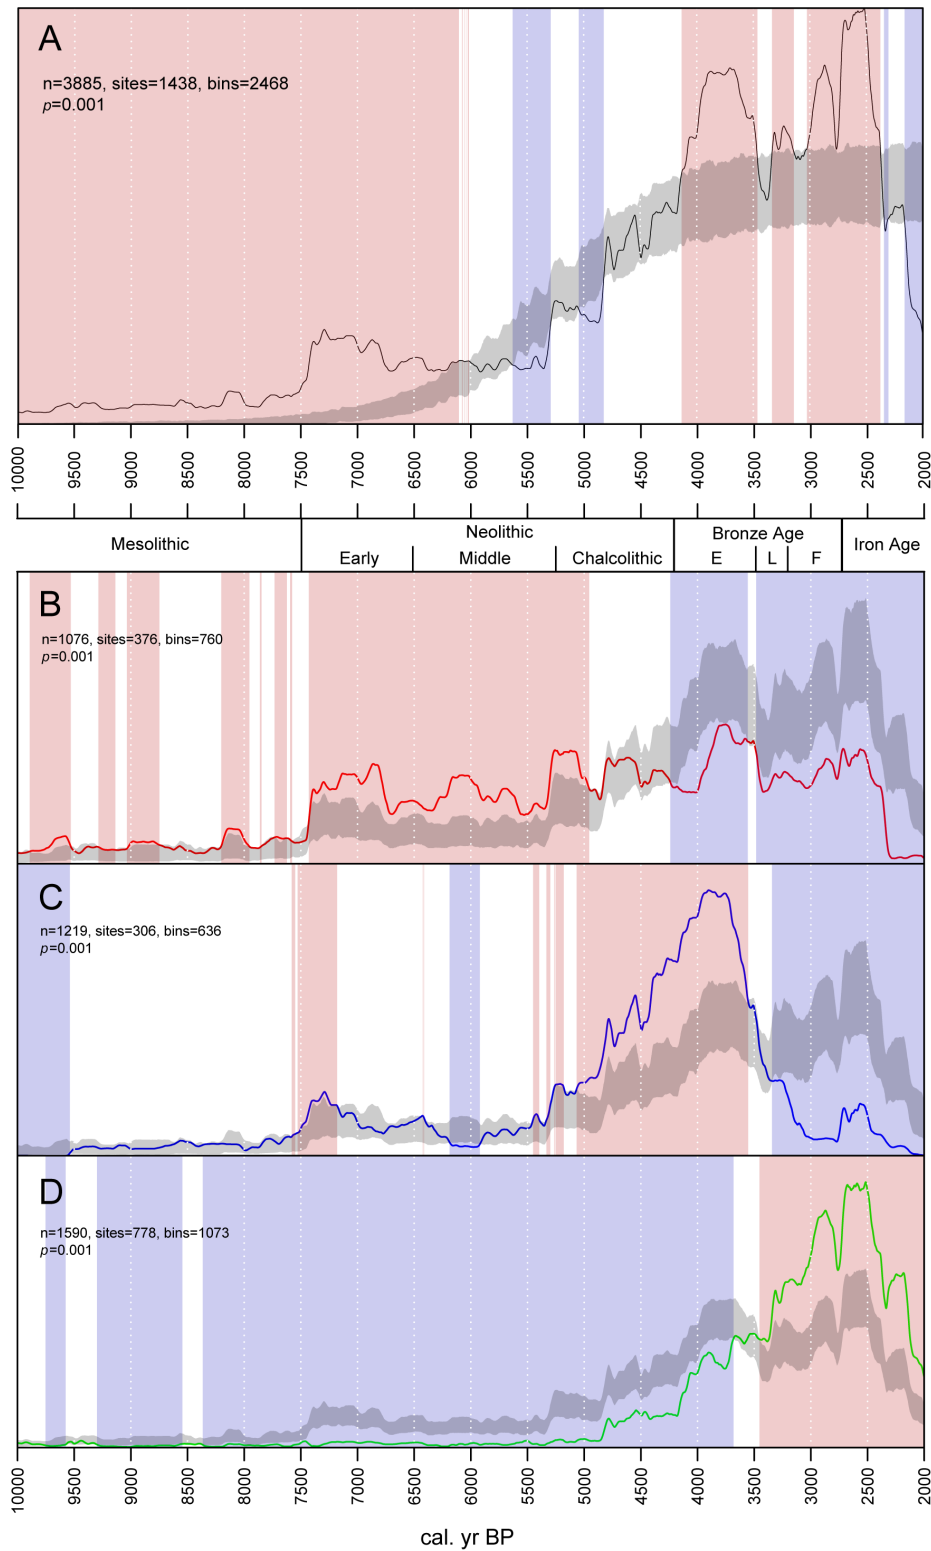 A
n=3885, sites=1438, bins=2468
p=0.001
10000 9500 9000 8500 8000 7500 7000 6500 6000 5500 5000 4500 4000 3500 3000 2500 2000
Mesolithic Neolithic Bronze Age Iron Age
Early Middle Chalcolithic E L F
B
n=1076, sites=376, bins=760
p=0.001
C
n=1219, sites=306, bins=636
p=0.001
D
n=1590, sites=778, bins=1073
p=0.001
10000 9500 9000 8500 8000 7500 7000 6500 6000 5500 5000 4500 4000 3500 3000 2500 2000
cal. yr BP